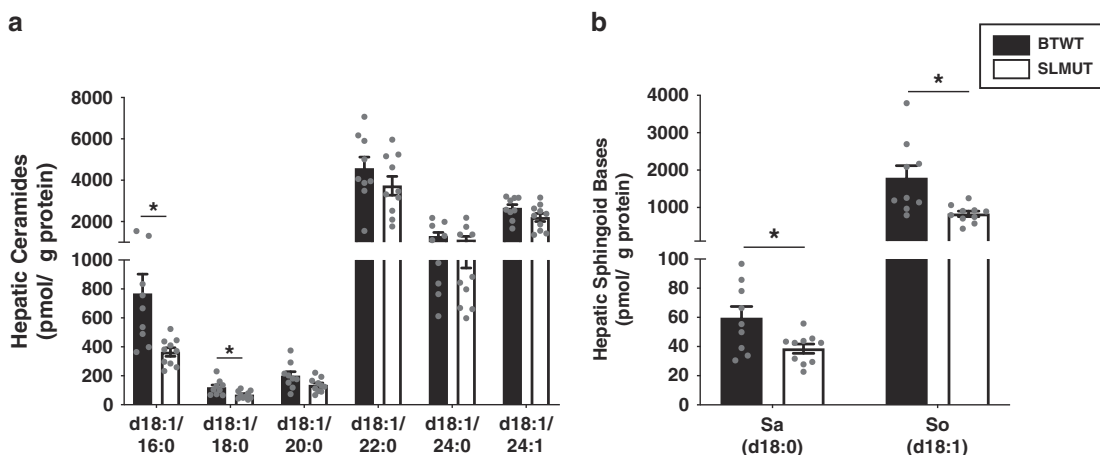 a
Hepatic Ceramides
(pmol/ g protein)
8000
6000
4000
2000
1000
800
600
400
200
0
*
*
d18:1/
16:0
d18:1/
18:0
d18:1/
20:0
d18:1/
22:0
d18:1/
24:0
d18:1/
24:1
b
BTWT
SLMUT
Hepatic Sphingoid Bases
(pmol/ g protein)
4000
3000
2000
1000
100
80
60
40
20
0
*
*
Sa
(d18:0)
So
(d18:1)